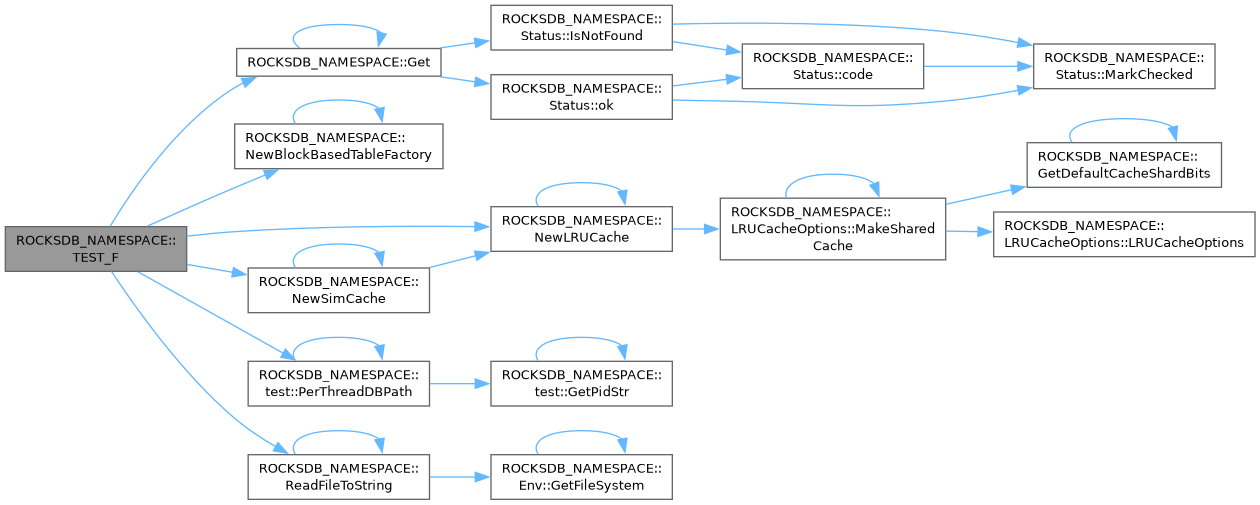 ROCKSDB_NAMESPACE::
TEST_F
ROCKSDB_NAMESPACE::Get
ROCKSDB_NAMESPACE::
Status::IsNotFound
ROCKSDB_NAMESPACE::
Status::code
ROCKSDB_NAMESPACE::
Status::MarkChecked
ROCKSDB_NAMESPACE::
Status::ok
ROCKSDB_NAMESPACE::
NewBlockBasedTableFactory
ROCKSDB_NAMESPACE::
NewLRUCache
ROCKSDB_NAMESPACE::
LRUCacheOptions::MakeShared
Cache
ROCKSDB_NAMESPACE::
GetDefaultCacheShardBits
ROCKSDB_NAMESPACE::
LRUCacheOptions::LRUCacheOptions
ROCKSDB_NAMESPACE::
NewSimCache
ROCKSDB_NAMESPACE::
test::PerThreadDBPath
ROCKSDB_NAMESPACE::
test::GetPidStr
ROCKSDB_NAMESPACE::
ReadFileToString
ROCKSDB_NAMESPACE::
Env::GetFileSystem